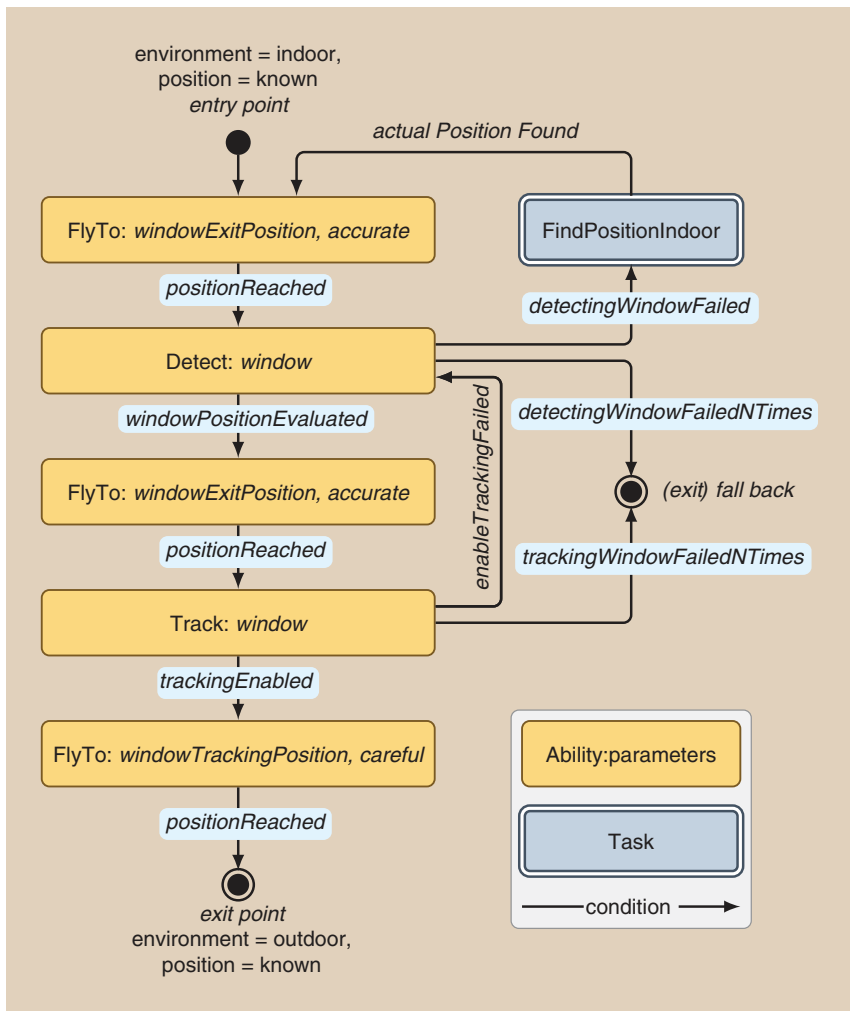 environment = indoor,
position = known
entry point
actual Position Found
FlyTo: windowExitPosition, accurate
FindPositionIndoor
positionReached
detectingWindowFailed
Detect: window
windowPositionEvaluated
enableTrackingFailed
detectingWindowFailedNTimes
FlyTo: windowExitPosition, accurate
(exit) fall back
positionReached
trackingWindowFailedNTimes
Track: window
trackingEnabled
FlyTo: windowTrackingPosition, careful
Ability:parameters
positionReached
Task
condition
exit point
environment = outdoor,
position = known